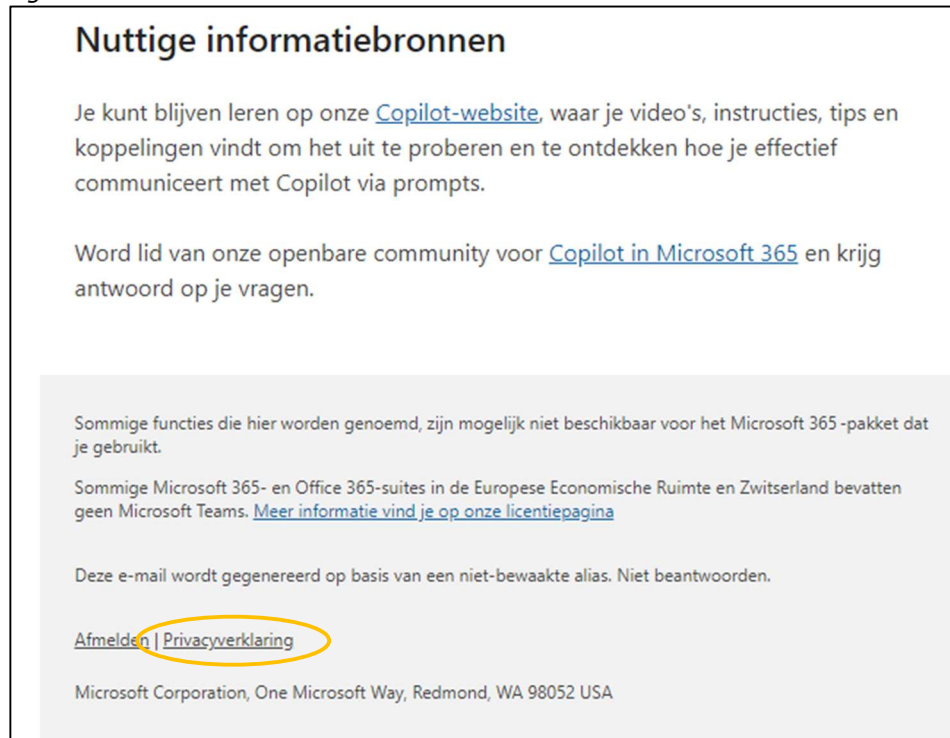 Nuttige informatiebronnen
Je kunt blijven leren op onze Copilot-website, waar je video's, instructies, tips en
koppelingen vindt om het uit te proberen en te ontdekken hoe je effectief
communiceert met Copilot via prompts.
Word lid van onze openbare community voor Copilot in Microsoft 365 en krijg
antwoord op je vragen.
Sommige functies die hier worden genoemd, zijn mogelijk niet beschikbaar voor het Microsoft 365-pakket dat
je gebruikt.
Sommige Microsoft 365- en Office 365-suites in de Europese Economische Ruimte en Zwitserland bevatten
geen Microsoft Teams. Meer informatie vind je op onze licentiepagina
Deze e-mail wordt gegenereerd op basis van een niet-bewaakte alias. Niet beantwoorden.
Afmelden | Privacyverklaring
Microsoft Corporation, One Microsoft Way, Redmond, WA 98052 USA